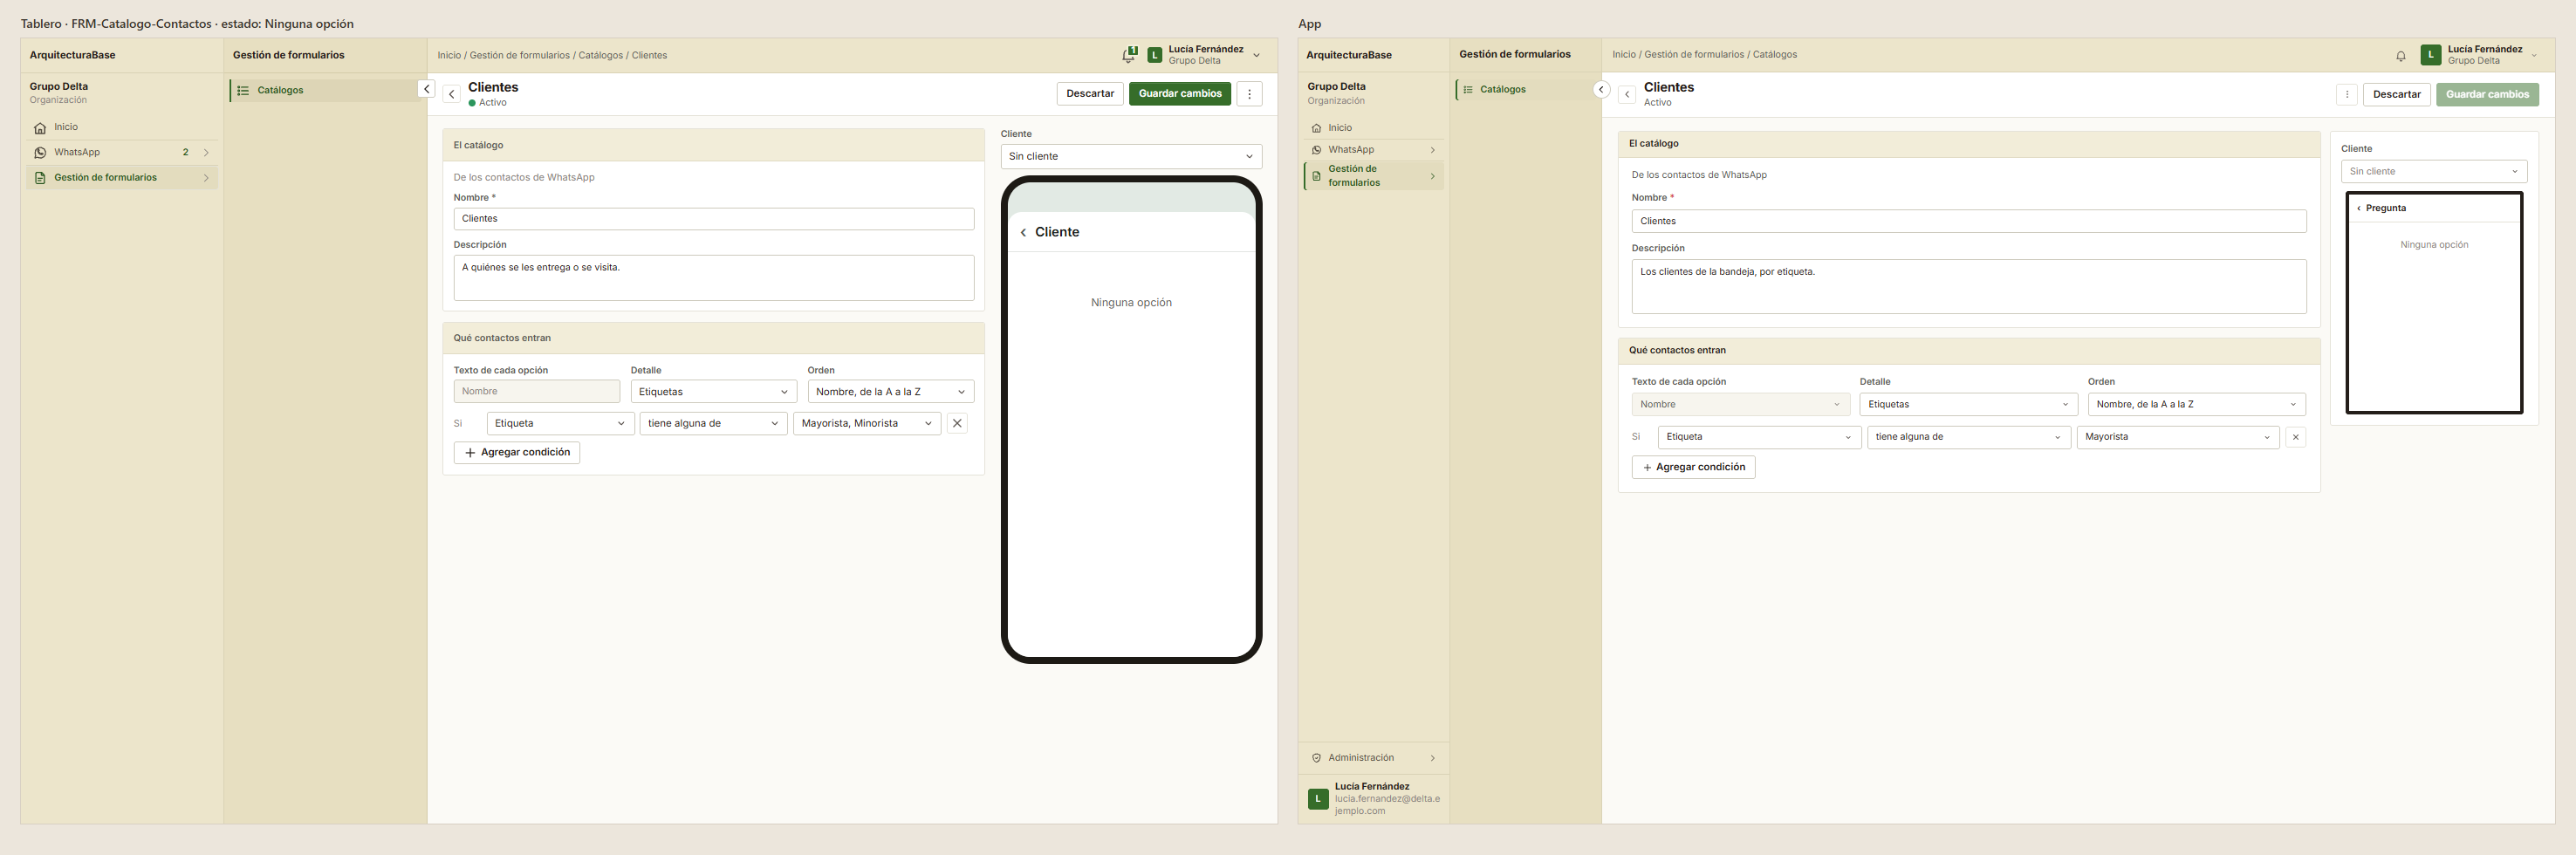 Tablero · FRM-Catalogo-Contactos · estado: Ninguna opción
ArquitecturaBase
Gestión de formularios
Inicio / Gestión de formularios / Catálogos / Clientes
1
L
Lucía Fernández
Grupo Delta
Grupo Delta
Organización
Inicio
WhatsApp
2
Gestión de formularios
Catálogos
Clientes
Activo
Descartar
Guardar cambios
El catálogo
De los contactos de WhatsApp
Nombre *
Clientes
Descripción
A quiénes se les entrega o se visita.
Qué contactos entran
Texto de cada opción
Detalle
Orden
Nombre
Etiquetas
Nombre, de la A a la Z
Si
Etiqueta
tiene alguna de
Mayorista, Minorista
Agregar condición
Cliente
Sin cliente
Cliente
Ninguna opción
App
ArquitecturaBase
Gestión de formularios
Inicio / Gestión de formularios / Catálogos
L
Lucía Fernández
Grupo Delta
Grupo Delta
Organización
Inicio
WhatsApp
Gestión de
formularios
Catálogos
Clientes
Activo
Descartar
Guardar cambios
El catálogo
De los contactos de WhatsApp
Nombre *
Clientes
Descripción
Los clientes de la bandeja, por etiqueta.
Qué contactos entran
Texto de cada opción
Detalle
Orden
Nombre
Etiquetas
Nombre, de la A a la Z
Si
Etiqueta
tiene alguna de
Mayorista
Agregar condición
Cliente
Sin cliente
Pregunta
Ninguna opción
Administración
L
Lucía Fernández
lucia.fernandez@delta.e
jemplo.com